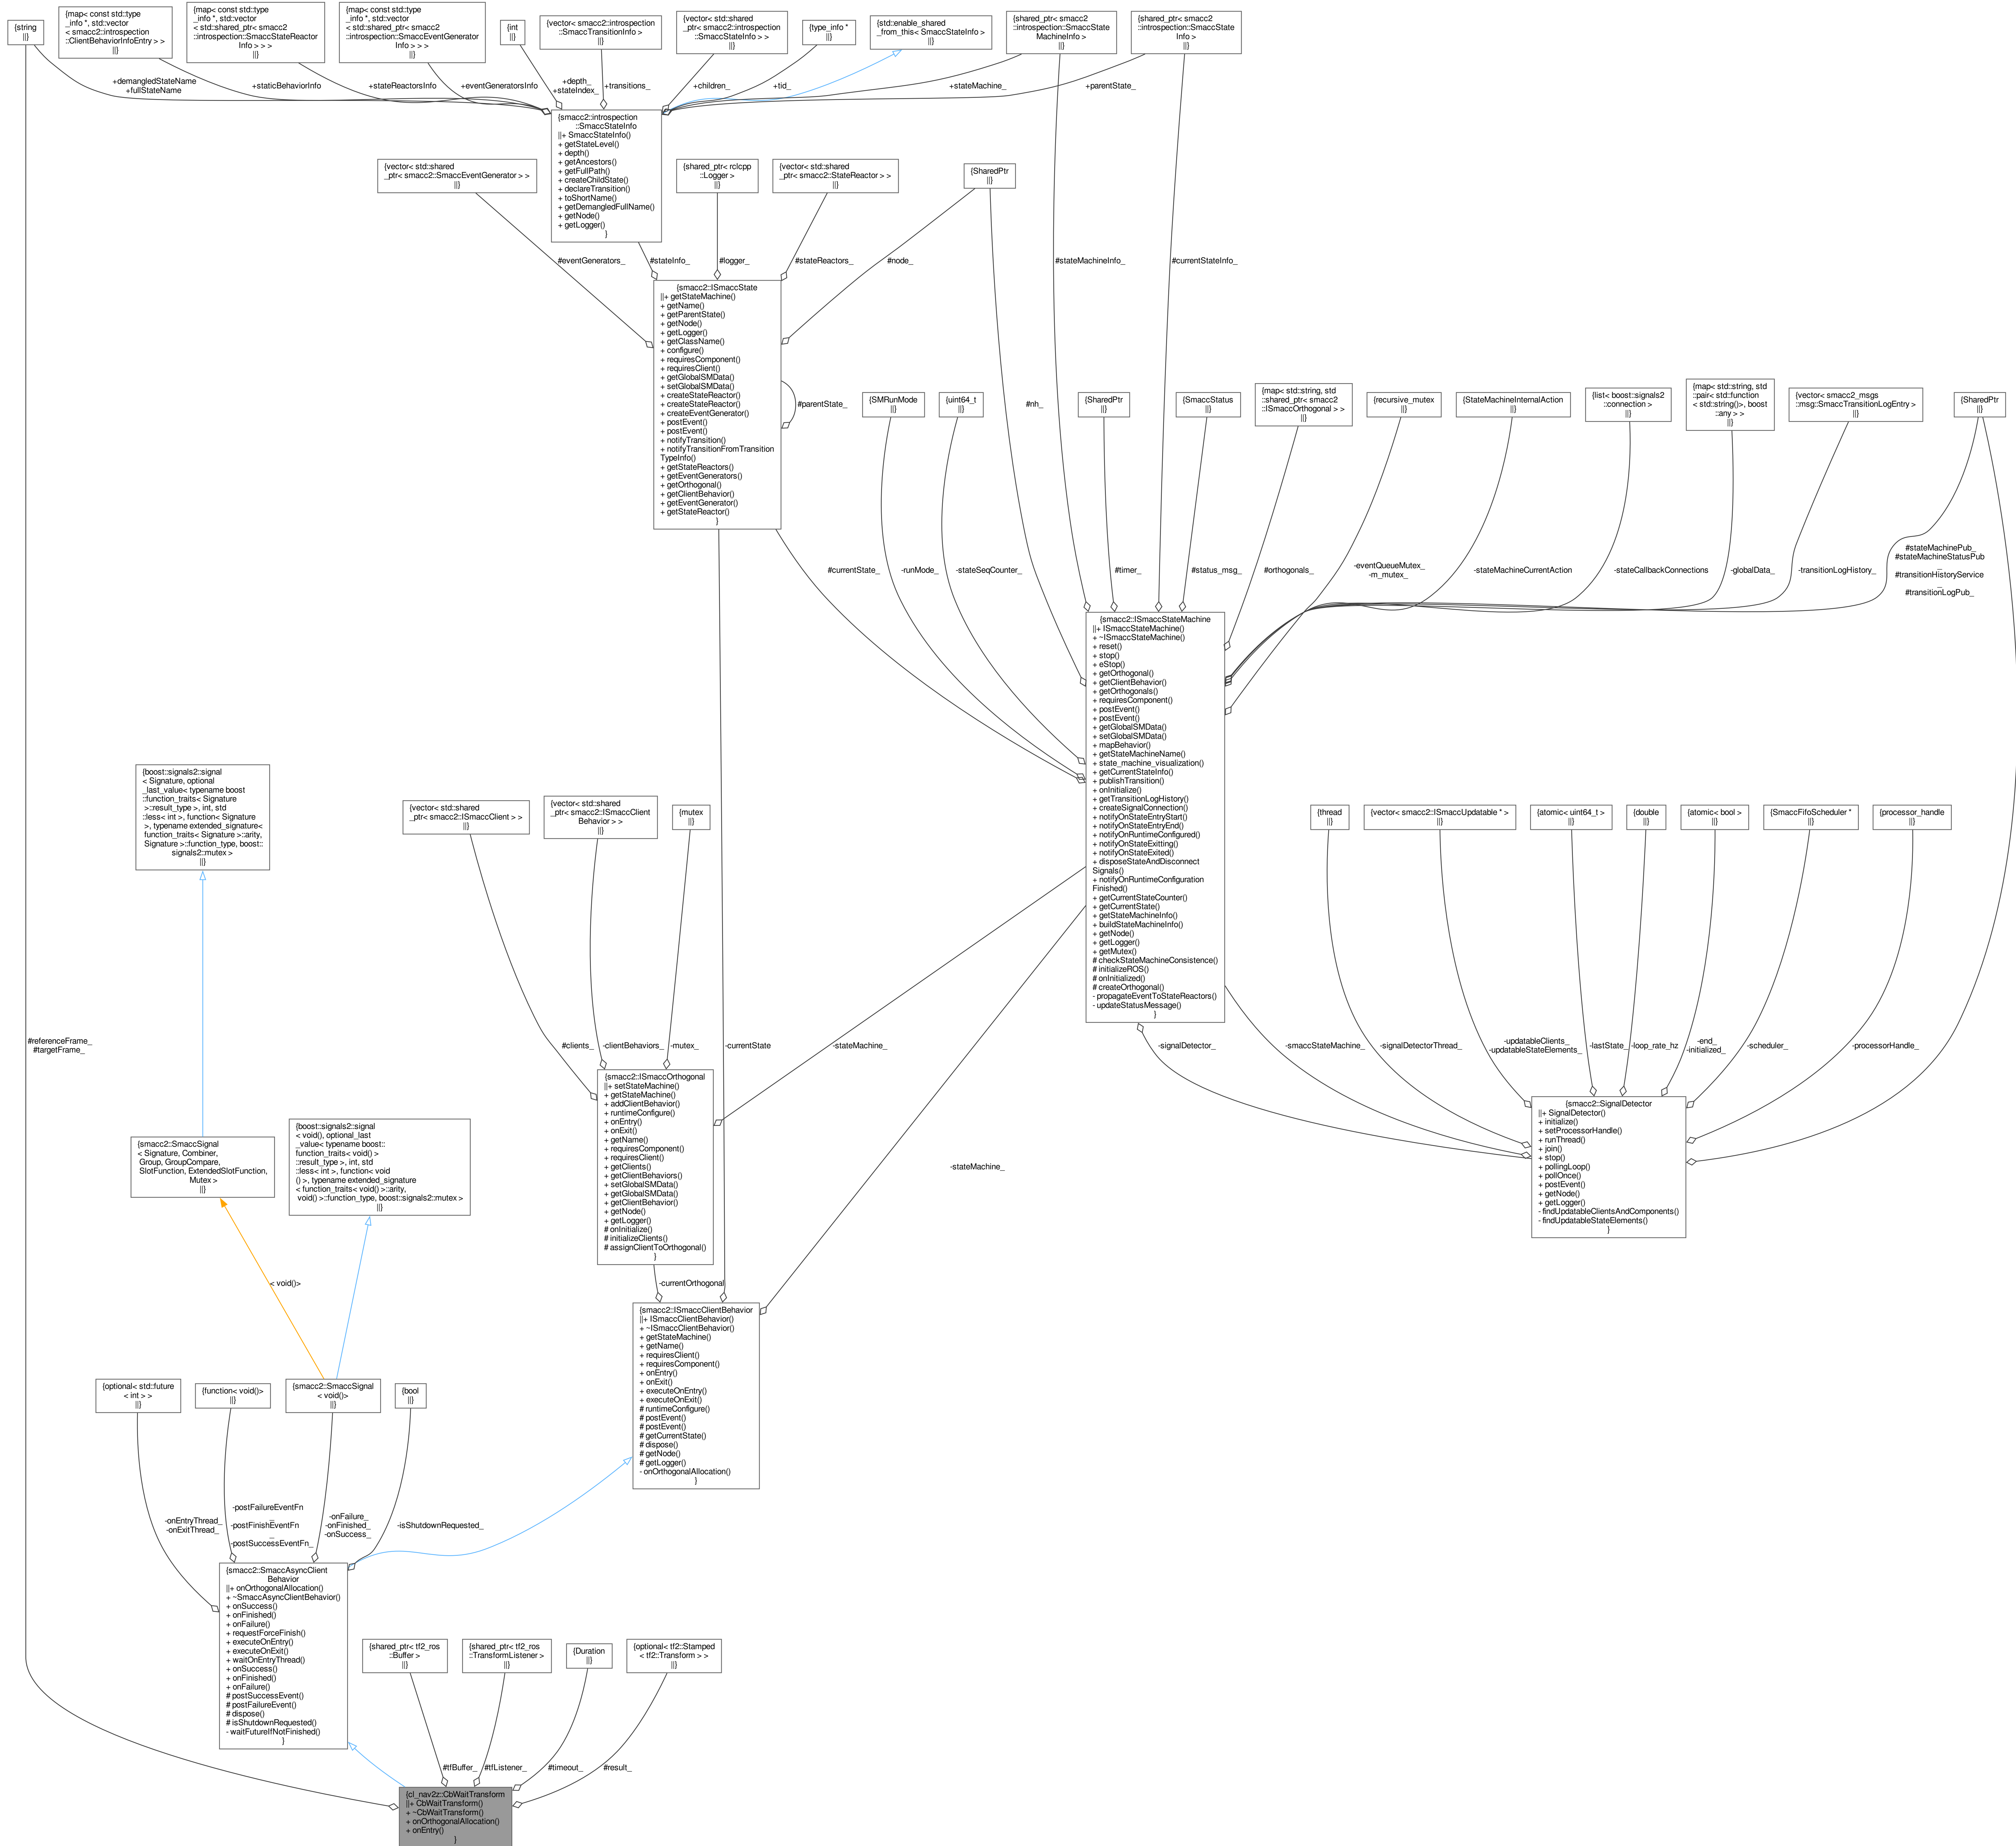 {string
||}
{map< const std::type
_info *, std::vector
< smacc2::introspection
::ClientBehaviorInfoEntry > >
||}
{map< const std::type
_info *, std::vector
< std::shared_ptr< smacc2
::introspection::SmaccStateReactor
Info > > >
||}
{map< const std::type
_info *, std::vector
< std::shared_ptr< smacc2
::introspection::SmaccEventGenerator
Info > > >
||}
{int
||}
{vector< smacc2::introspection
::SmaccTransitionInfo >
||}
{vector< std::shared
_ptr< smacc2::introspection
::SmaccStateInfo > >
||}
{type_info *
||}
{std::enable_shared
_from_this< SmaccStateInfo >
||}
{shared_ptr< smacc2
::introspection::SmaccState
MachineInfo >
||}
{shared_ptr< smacc2
::introspection::SmaccState
Info >
||}
+demangledStateName
+fullStateName
+staticBehaviorInfo
+stateReactorsInfo
+eventGeneratorsInfo
+depth_
+stateIndex_
+transitions_
+children_
+tid_
+stateMachine_
+parentState_
{smacc2::introspection
::SmaccStateInfo
||+ SmaccStateInfo()
+ getStateLevel()
+ depth()
+ getAncestors()
+ getFullPath()
+ createChildState()
+ declareTransition()
+ toShortName()
+ getDemangledFullName()
+ getNode()
+ getLogger()
}
{vector< std::shared
_ptr< smacc2::SmaccEventGenerator > >
||}
{shared_ptr< rclcpp
::Logger >
||}
{vector< std::shared
_ptr< smacc2::StateReactor > >
||}
{SharedPtr
||}
#eventGenerators_
#stateInfo_
#logger_
#stateReactors_
#node_
#stateMachineInfo_
#currentStateInfo_
{smacc2::ISmaccState
||+ getStateMachine()
+ getName()
+ getParentState()
+ getNode()
+ getLogger()
+ getClassName()
+ configure()
+ requiresComponent()
+ requiresClient()
+ getGlobalSMData()
+ setGlobalSMData()
+ createStateReactor()
+ createStateReactor()
+ createEventGenerator()
+ postEvent()
+ postEvent()
+ notifyTransition()
+ notifyTransitionFromTransition
TypeInfo()
+ getStateReactors()
+ getEventGenerators()
+ getOrthogonal()
+ getClientBehavior()
+ getEventGenerator()
+ getStateReactor()
}
#parentState_
#nh_
{SMRunMode
||}
{uint64_t
||}
{SharedPtr
||}
{SmaccStatus
||}
{map< std::string, std
::shared_ptr< smacc2
::ISmaccOrthogonal > >
||}
{recursive_mutex
||}
{StateMachineInternalAction
||}
{list< boost::signals2
::connection >
||}
{map< std::string, std
::pair< std::function
< std::string()>, boost
::any > >
||}
{vector< smacc2_msgs
::msg::SmaccTransitionLogEntry >
||}
{SharedPtr
||}
#currentState_
-runMode_
-stateSeqCounter_
#timer_
#status_msg_
#orthogonals_
-eventQueueMutex_
-m_mutex_
-stateMachineCurrentAction
-stateCallbackConnections
-globalData_
-transitionLogHistory_
#stateMachinePub_
#stateMachineStatusPub
_
#transitionHistoryService
_
#transitionLogPub_
{smacc2::ISmaccStateMachine
||+ ISmaccStateMachine()
+ ~ISmaccStateMachine()
+ reset()
+ stop()
+ eStop()
+ getOrthogonal()
+ getClientBehavior()
+ getOrthogonals()
+ requiresComponent()
+ postEvent()
+ postEvent()
+ getGlobalSMData()
+ setGlobalSMData()
+ mapBehavior()
+ getStateMachineName()
+ state_machine_visualization()
+ getCurrentStateInfo()
+ publishTransition()
+ onInitialize()
+ getTransitionLogHistory()
+ createSignalConnection()
+ notifyOnStateEntryStart()
+ notifyOnStateEntryEnd()
+ notifyOnRuntimeConfigured()
+ notifyOnStateExitting()
+ notifyOnStateExited()
+ disposeStateAndDisconnect
Signals()
+ notifyOnRuntimeConfiguration
Finished()
+ getCurrentStateCounter()
+ getCurrentState()
+ getStateMachineInfo()
+ buildStateMachineInfo()
+ getNode()
+ getLogger()
+ getMutex()
# checkStateMachineConsistence()
# initializeROS()
# onInitialized()
# createOrthogonal()
- propagateEventToStateReactors()
- updateStatusMessage()
}
{boost::signals2::signal
< Signature, optional
_last_value< typename boost
::function_traits< Signature
>::result_type >, int, std
::less< int >, function< Signature
>, typename extended_signature<
function_traits< Signature >::arity,
Signature >::function_type, boost::
signals2::mutex >
||}
{vector< std::shared
_ptr< smacc2::ISmaccClient > >
||}
{vector< std::shared
_ptr< smacc2::ISmaccClient
Behavior > >
||}
{mutex
||}
{thread
||}
{vector< smacc2::ISmaccUpdatable * >
||}
{atomic< uint64_t >
||}
{double
||}
{atomic< bool >
||}
{SmaccFifoScheduler *
||}
{processor_handle
||}
#referenceFrame_
#targetFrame_
#clients_
-clientBehaviors_
-mutex_
-currentState
-stateMachine_
-signalDetector_
-smaccStateMachine_
-signalDetectorThread_
-updatableClients_
-updatableStateElements_
-lastState_
-loop_rate_hz
-end_
-initialized_
-scheduler_
-processorHandle_
{smacc2::ISmaccOrthogonal
||+ setStateMachine()
+ getStateMachine()
+ addClientBehavior()
+ runtimeConfigure()
+ onEntry()
+ onExit()
+ getName()
+ requiresComponent()
+ requiresClient()
+ getClients()
+ getClientBehaviors()
+ setGlobalSMData()
+ getGlobalSMData()
+ getClientBehavior()
+ getNode()
+ getLogger()
# onInitialize()
# initializeClients()
# assignClientToOrthogonal()
}
{smacc2::SignalDetector
||+ SignalDetector()
+ initialize()
+ setProcessorHandle()
+ runThread()
+ join()
+ stop()
+ pollingLoop()
+ pollOnce()
+ postEvent()
+ getNode()
+ getLogger()
- findUpdatableClientsAndComponents()
- findUpdatableStateElements()
}
{smacc2::SmaccSignal
< Signature, Combiner,
Group, GroupCompare,
SlotFunction, ExtendedSlotFunction,
Mutex >
||}
{boost::signals2::signal
< void(), optional_last
_value< typename boost::
function_traits< void() >
::result_type >, int, std
::less< int >, function< void
() >, typename extended_signature
< function_traits< void() >::arity,
void() >::function_type, boost::signals2::mutex >
||}
-stateMachine_
< void()>
-currentOrthogonal
{smacc2::ISmaccClientBehavior
||+ ISmaccClientBehavior()
+ ~ISmaccClientBehavior()
+ getStateMachine()
+ getName()
+ requiresClient()
+ requiresComponent()
+ onEntry()
+ onExit()
+ executeOnEntry()
+ executeOnExit()
# runtimeConfigure()
# postEvent()
# postEvent()
# getCurrentState()
# dispose()
# getNode()
# getLogger()
- onOrthogonalAllocation()
}
{optional< std::future
< int > >
||}
{function< void()>
||}
{smacc2::SmaccSignal
< void()>
||}
{bool
||}
-onEntryThread_
-onExitThread_
-postFailureEventFn
_
-postFinishEventFn
_
-postSuccessEventFn_
-onFailure_
-onFinished_
-onSuccess_
-isShutdownRequested_
{smacc2::SmaccAsyncClient
Behavior
||+ onOrthogonalAllocation()
+ ~SmaccAsyncClientBehavior()
+ onSuccess()
+ onFinished()
+ onFailure()
+ requestForceFinish()
+ executeOnEntry()
+ executeOnExit()
+ waitOnEntryThread()
+ onSuccess()
+ onFinished()
+ onFailure()
# postSuccessEvent()
# postFailureEvent()
# dispose()
# isShutdownRequested()
- waitFutureIfNotFinished()
}
{shared_ptr< tf2_ros
::Buffer >
||}
{shared_ptr< tf2_ros
::TransformListener >
||}
{Duration
||}
{optional< tf2::Stamped
< tf2::Transform > >
||}
#tfBuffer_
#tfListener_
#timeout_
#result_
{cl_nav2z::CbWaitTransform
||+ CbWaitTransform()
+ ~CbWaitTransform()
+ onOrthogonalAllocation()
+ onEntry()
}